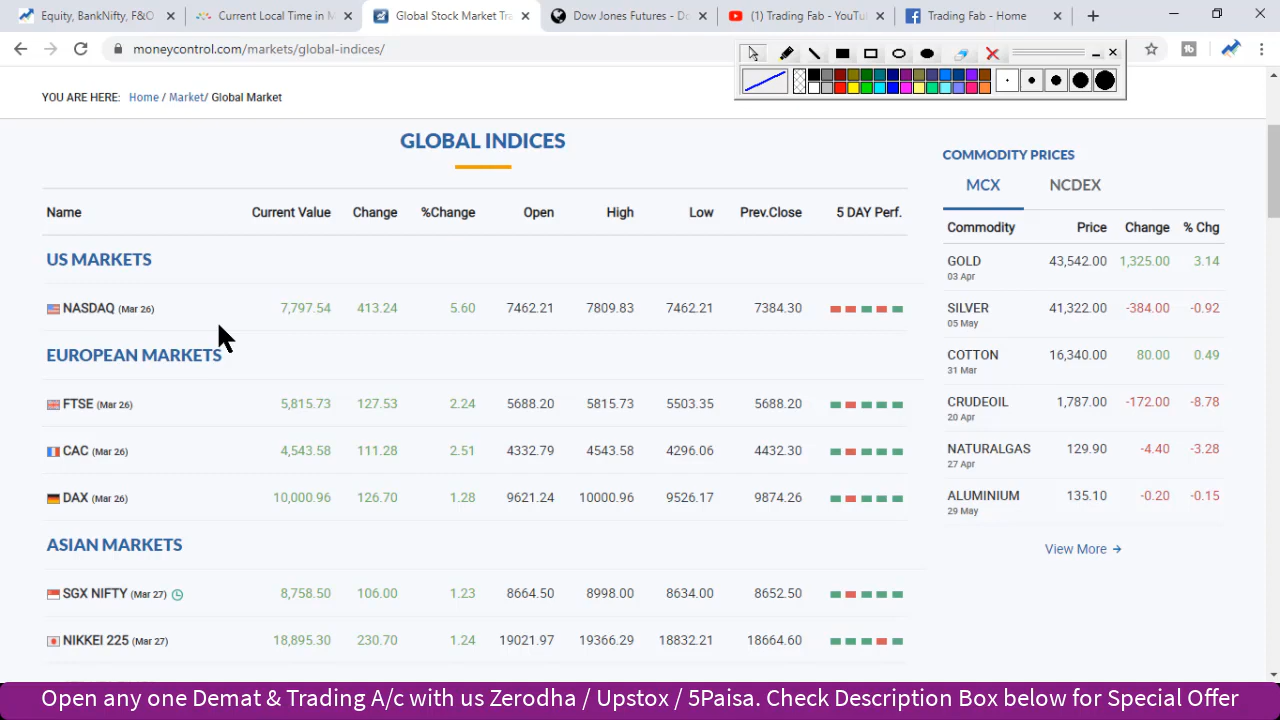 Equity, BankNifty, F&O
Current Local Time in M
Global Stock Market Tra
Dow Jones Futures - Do
(1) Trading Fab - YouTu
Trading Fab - Home
moneycontrol.com/markets/global-indices/
YOU ARE HERE: Home / Market/ Global Market
GLOBAL INDICES
Name Current Value Change %Change Open High Low Prev.Close 5 DAY Perf.
US MARKETS
NASDAQ (Mar 26) 7,797.54 413.24 5.60 7462.21 7809.83 7462.21 7384.30
EUROPEAN MARKETS
FTSE (Mar 26) 5,815.73 127.53 2.24 5688.20 5815.73 5503.35 5688.20
CAC (Mar 26) 4,543.58 111.28 2.51 4332.79 4543.58 4296.06 4432.30
DAX (Mar 26) 10,000.96 126.70 1.28 9621.24 10000.96 9526.17 9874.26
ASIAN MARKETS
SGX NIFTY (Mar 27) 8,758.50 106.00 1.23 8664.50 8998.00 8634.00 8652.50
NIKKEI 225 (Mar 27) 18,895.30 230.70 1.24 19021.97 19366.29 18832.21 18664.60
COMMODITY PRICES
MCX NCDEX
Commodity Price Change % Chg
GOLD 43,542.00 1,325.00 3.14
03 Apr
SILVER 41,322.00 -384.00 -0.92
05 May
COTTON 16,340.00 80.00 0.49
31 Mar
CRUDEOIL 1,787.00 -172.00 -8.78
20 Apr
NATURALGAS 129.90 -4.40 -3.28
27 Apr
ALUMINIUM 135.10 -0.20 -0.15
29 May
View More
Open any one Demat & Trading A/c with us Zerodha / Upstox / 5Paisa. Check Description Box below for Special Offer